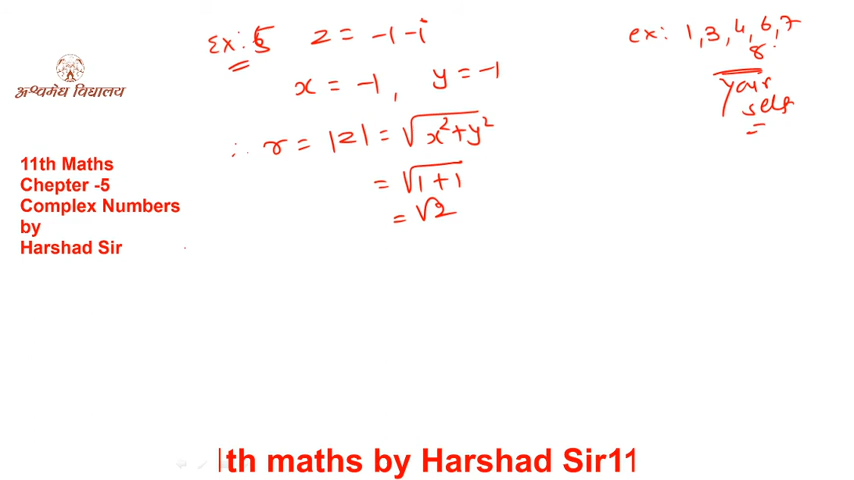 Ex: 5 z = -1 - i
x = -1, y = -1
∴ r = |z| = √x²+y²
= √1 + 1
= √2
ex: 1, 3, 4, 6, 7
8
your
self
अश्वमेध विद्यालय
11th Maths
Chepter -5
Complex Numbers
by
Harshad Sir
11th maths by Harshad Sir11